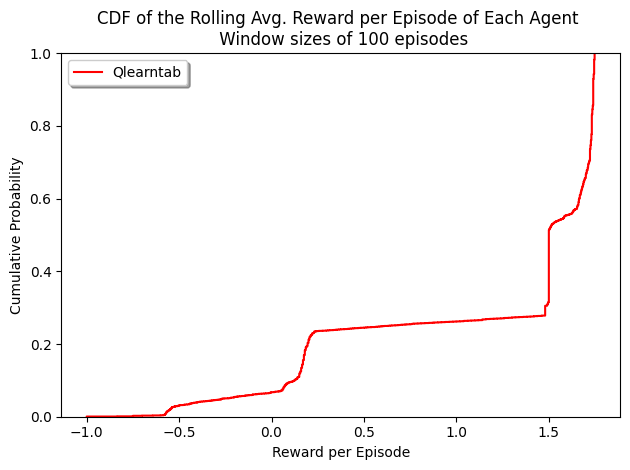 CDF of the Rolling Avg. Reward per Episode of Each Agent
Window sizes of 100 episodes
Qlearntab
1.0
0.8
0.6
0.4
0.2
0.0
Cumulative Probability
−1.0
−0.5
0.0
0.5
1.0
1.5
Reward per Episode